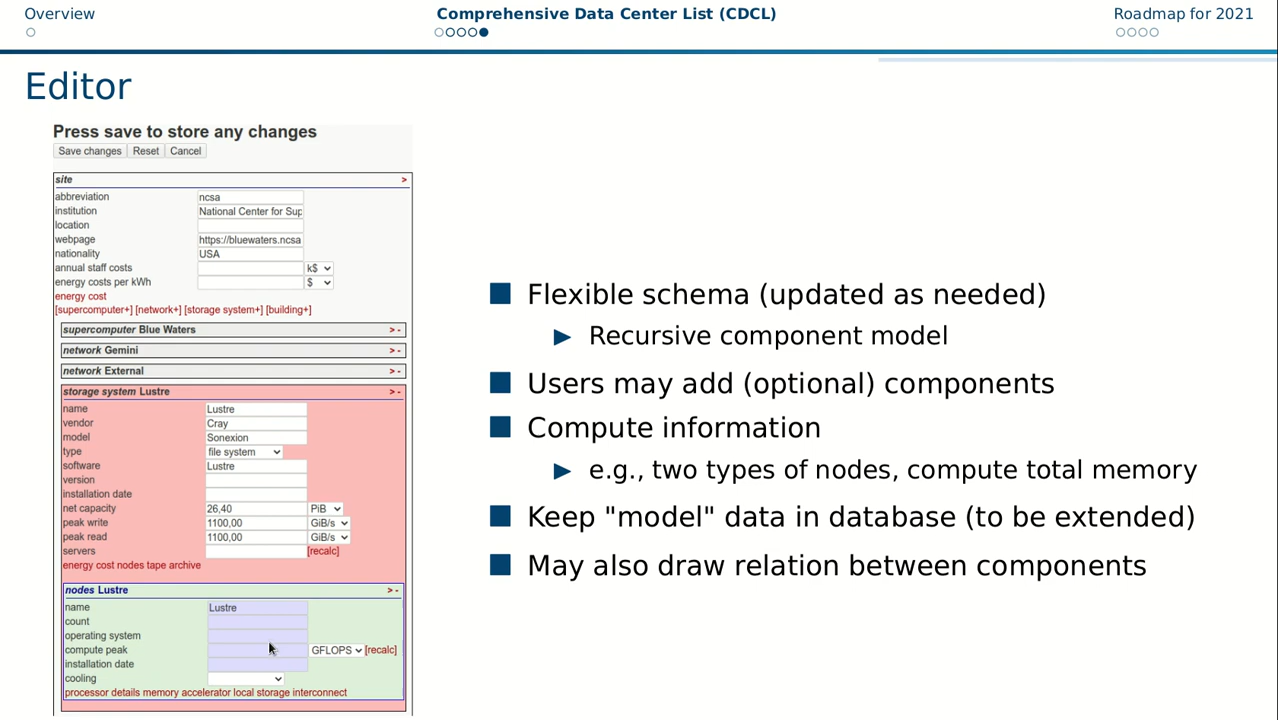 Overview
Comprehensive Data Center List (CDCL)
Roadmap for 2021
Editor
Press save to store any changes
Save changes Reset Cancel
site >
abbreviation ncsa
institution National Center for Sup
location
webpage https://bluewaters.ncsa
nationality USA
annual staff costs k$
energy costs per kWh $
energy cost
[supercomputer+] [network+] [storage system+] [building+]
supercomputer Blue Waters > -
network Gemini > -
network External > -
storage system Lustre > -
name Lustre
vendor Cray
model Sonexion
type file system
software Lustre
version
installation date
net capacity 26,40 PiB
peak write 1100,00 GiB/s
peak read 1100,00 GiB/s
servers [recalc]
energy cost nodes tape archive
nodes Lustre > -
name Lustre
count
operating system
compute peak GFLOPS [recalc]
installation date
cooling
processor details memory accelerator local storage interconnect
Flexible schema (updated as needed)
Recursive component model
Users may add (optional) components
Compute information
e.g., two types of nodes, compute total memory
Keep "model" data in database (to be extended)
May also draw relation between components